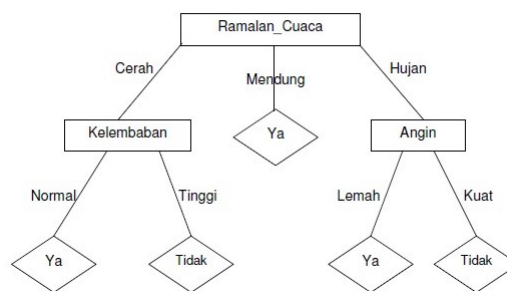 Ramalan_Cuaca
Cerah
Mendung
Hujan
Kelembaban
Ya
Angin
Normal
Tinggi
Lemah
Kuat
Ya
Tidak
Ya
Tidak